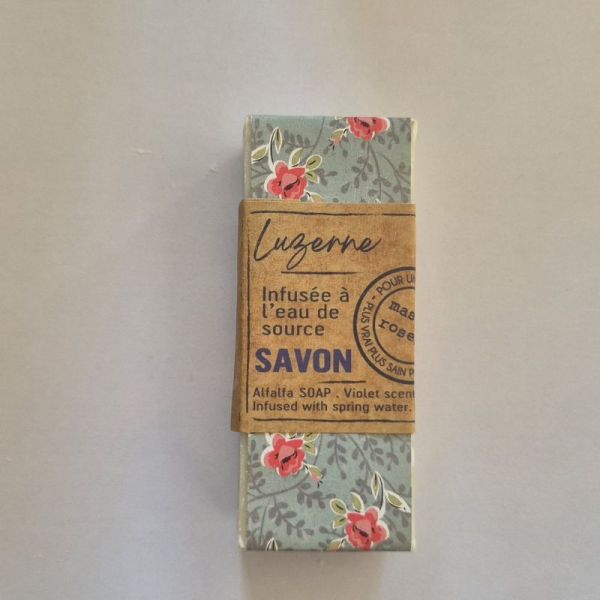 Luzerne
Infusée à
l'eau de
source
SAVON
Alfalfa SOAP . Violet scent
Infused with spring water.
POUR U
mas
rose
PLUS VRAI PLUS SAIN P